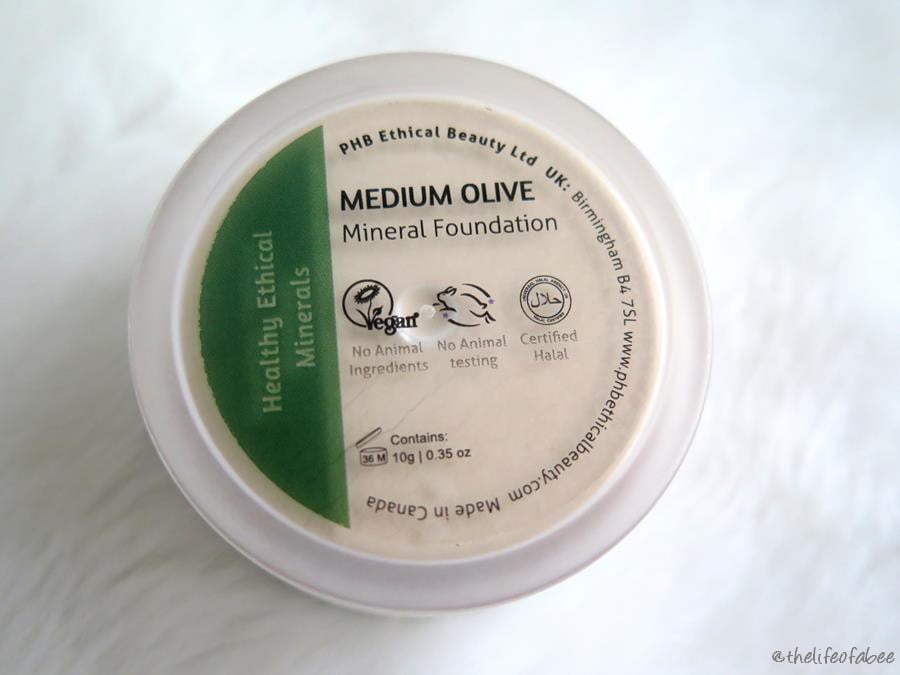 PHB Ethical Beauty Ltd UK: Birmingham B4 7SL www.phbethicalbeauty.com Made in Canada
Healthy Ethical
Minerals
MEDIUM OLIVE
Mineral Foundation
Vegan
No Animal
Ingredients
No Animal
testing
حلال
Certified
Halal
Contains:
36 M
10g | 0.35 oz
@thelifeofabee